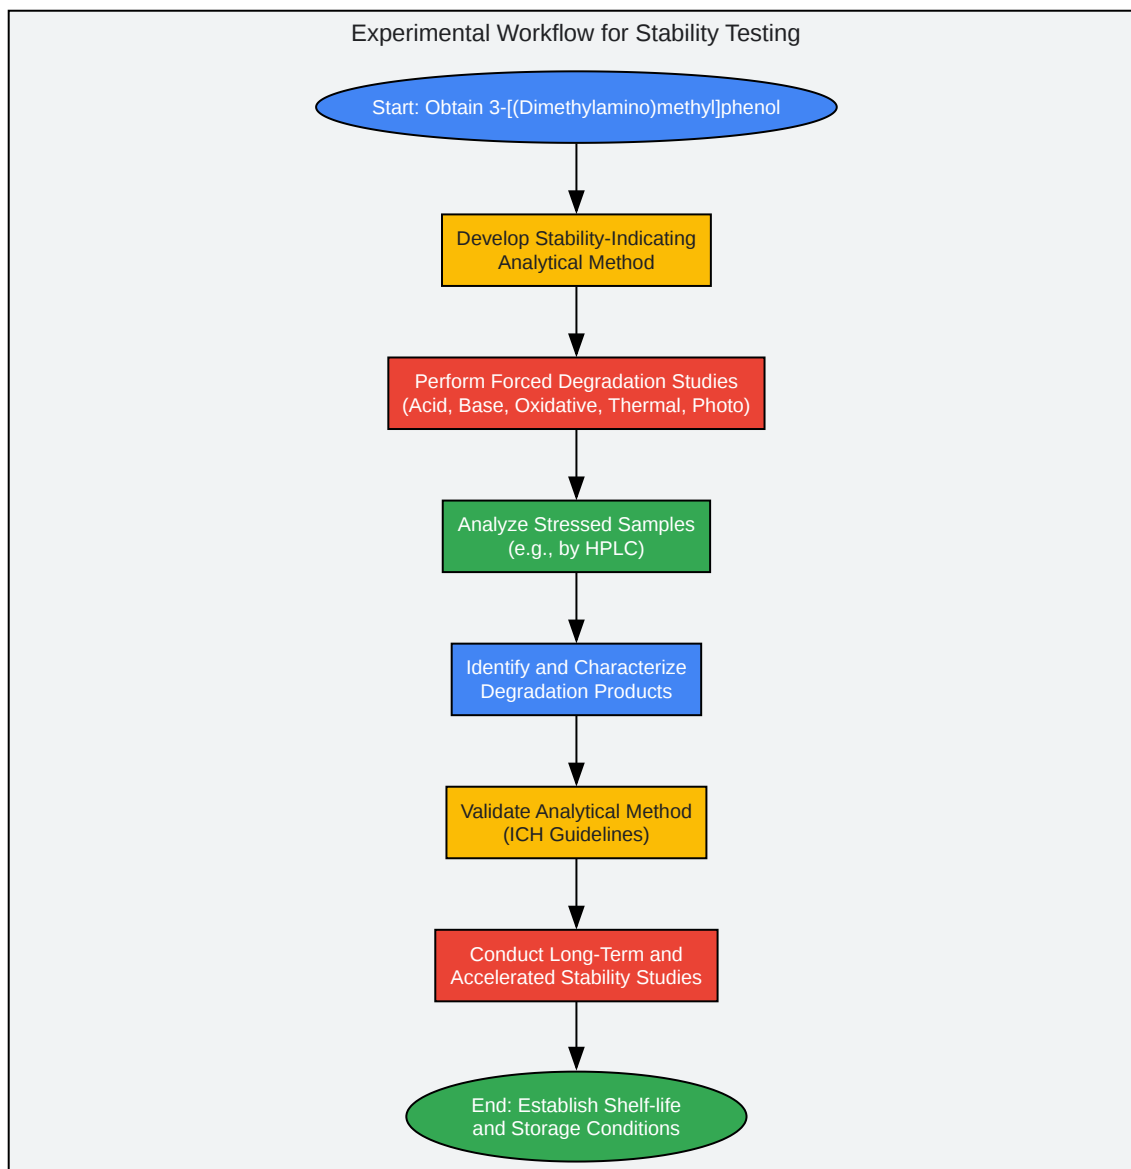 Experimental Workflow for Stability Testing
Start: Obtain 3-[(Dimethylamino)methyl]phenol
Develop Stability-Indicating
Analytical Method
Perform Forced Degradation Studies
(Acid, Base, Oxidative, Thermal, Photo)
Analyze Stressed Samples
(e.g., by HPLC)
Identify and Characterize
Degradation Products
Validate Analytical Method
(ICH Guidelines)
Conduct Long-Term and
Accelerated Stability Studies
End: Establish Shelf-life
and Storage Conditions